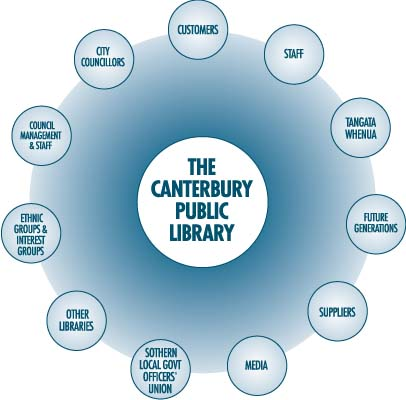 CUSTOMERS
STAFF
TANGATA
WHENUA
FUTURE
GENERATIONS
SUPPLIERS
MEDIA
SOTHERN
LOCAL GOVT
OFFICERS'
UNION
OTHER
LIBRARIES
ETHNIC
GROUPS &
INTEREST
GROUPS
COUNCIL
MANAGEMENT
& STAFF
CITY
COUNCILLORS
THE
CANTERBURY
PUBLIC
LIBRARY